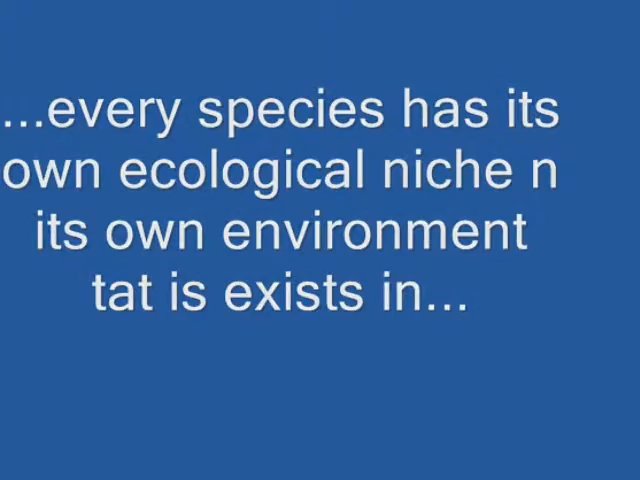 ...every species has its
own ecological niche n
its own environment
tat is exists in...